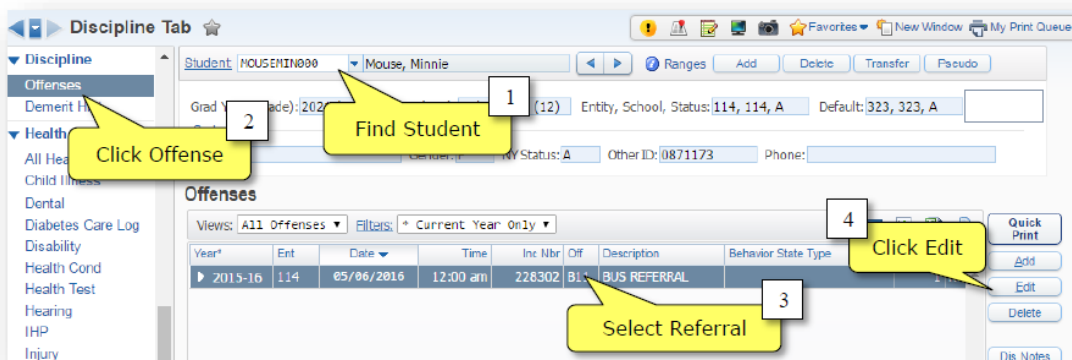 Discipline Tab
Favorites New Window My Print Queue
Discipline
Offenses
Demerit
Health
All
Child Illness
Dental
Diabetes Care Log
Disability
Health Cond
Health Test
Hearing
IHP
Injury
Student MOUSEMIN000 Mouse, Minnie Ranges Add Delete Transfer Pseudo
Grad (12) Entity, School, Status: 114, 114, A Default: 323, 323, A
NY Status: A Other ID: 0871173 Phone:
1
Find Student
2
Click Offense
Offenses
Views: All Offenses Filters: * Current Year Only
Year* Ent Date Time Inc Nbr Off Description Behavior State Type
2015-16 114 05/06/2016 12:00 am 228302 BUS REFERRAL
3
Select Referral
4
Click Edit
Quick
Print
Add
Edit
Delete
Dis Notes